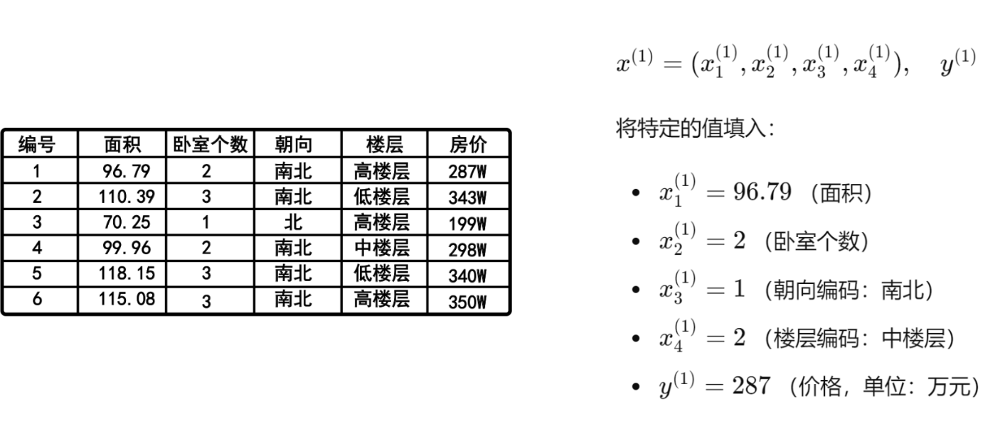 编号 面积 卧室个数 朝向 楼层 房价
1 96.79 2 南北 高楼层 287W
2 110.39 3 南北 低楼层 343W
3 70.25 1 北 高楼层 199W
4 99.96 2 南北 中楼层 298W
5 118.15 3 南北 低楼层 340W
6 115.08 3 南北 高楼层 350W
x^{(1)} = (x_1^{(1)}, x_2^{(1)}, x_3^{(1)}, x_4^{(1)}), y^{(1)}
将特定的值填入：
• x_1^{(1)} = 96.79（面积）
• x_2^{(1)} = 2（卧室个数）
• x_3^{(1)} = 1（朝向编码：南北）
• x_4^{(1)} = 2（楼层编码：中楼层）
• y^{(1)} = 287（价格，单位：万元）